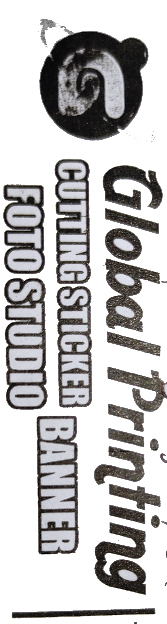 Global Printing
CUTTING STICKER BANNER
FOTO STUDIO